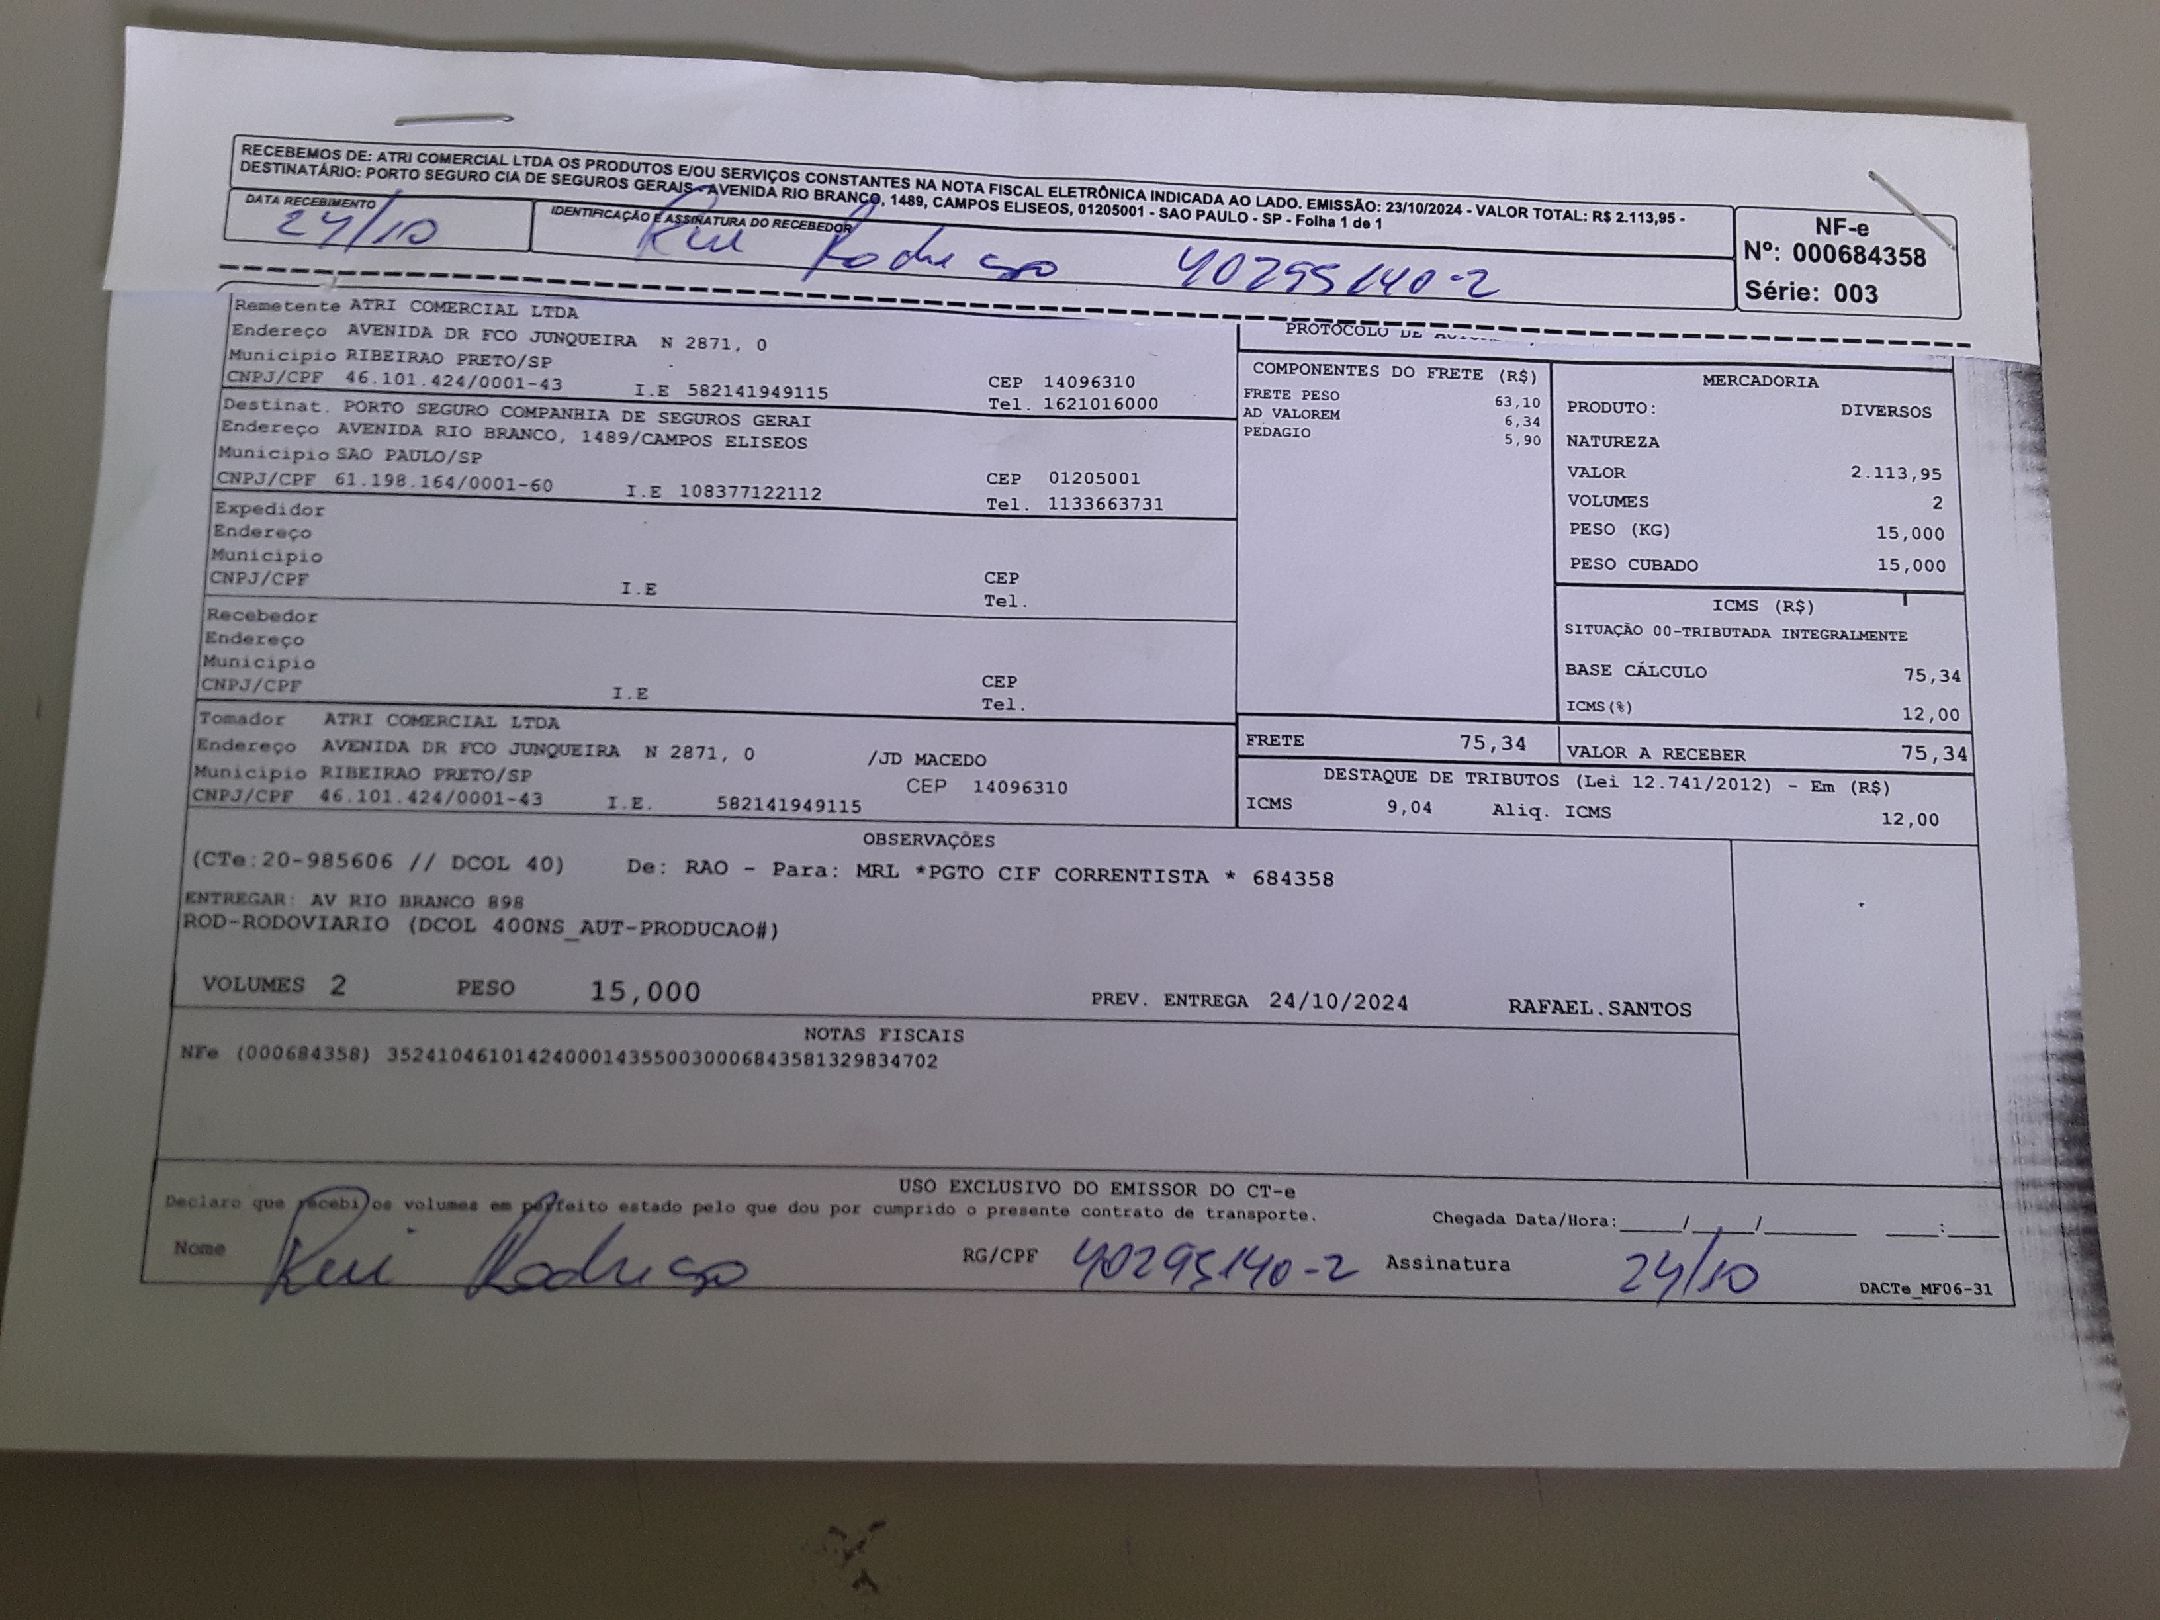 RECEBEMOS DE: ATRI COMERCIAL LTDA OS PRODUTOS E/OU SERVIÇOS CONSTANTES NA NOTA FISCAL ELETRÔNICA INDICADA AO LADO. EMISSÃO: 23/10/2024 - VALOR TOTAL: R$ 2.113,95 -
DESTINATÁRIO: PORTO SEGURO CIA DE SEGUROS GERAIS - AVENIDA RIO BRANCO, 1489, CAMPOS ELISEOS, 01205001 - SAO PAULO - SP - Folha 1 de 1
DATA RECEBIMENTO
24/10
IDENTIFICAÇÃO E ASSINATURA DO RECEBEDOR
Rui Rodrigo 40295140-2
NF-e
Nº: 000684358
Série: 003
Remetente ATRI COMERCIAL LTDA
Endereço AVENIDA DR FCO JUNQUEIRA N 2871, 0
Municipio RIBEIRAO PRETO/SP
CNPJ/CPF 46.101.424/0001-43 I.E 582141949115
CEP 14096310
Tel. 1621016000
Destinat. PORTO SEGURO COMPANHIA DE SEGUROS GERAI
Endereço AVENIDA RIO BRANCO, 1489/CAMPOS ELISEOS
Municipio SAO PAULO/SP
CNPJ/CPF 61.198.164/0001-60 I.E 108377122112
CEP 01205001
Tel. 1133663731
Expedidor
Endereço
Municipio
CNPJ/CPF I.E
CEP
Tel.
Recebedor
Endereço
Municipio
CNPJ/CPF I.E
CEP
Tel.
Tomador ATRI COMERCIAL LTDA
Endereço AVENIDA DR FCO JUNQUEIRA N 2871, 0 /JD MACEDO
Municipio RIBEIRAO PRETO/SP CEP 14096310
CNPJ/CPF 46.101.424/0001-43 I.E. 582141949115
PROTOCOLO DE
COMPONENTES DO FRETE (R$)
FRETE PESO 63,10
AD VALOREM 6,34
PEDAGIO 5,90
MERCADORIA
PRODUTO: DIVERSOS
NATUREZA
VALOR 2.113,95
VOLUMES 2
PESO (KG) 15,000
PESO CUBADO 15,000
ICMS (R$)
SITUAÇÃO 00-TRIBUTADA INTEGRALMENTE
BASE CÁLCULO 75,34
ICMS(%) 12,00
FRETE 75,34
VALOR A RECEBER 75,34
DESTAQUE DE TRIBUTOS (Lei 12.741/2012) - Em (R$)
ICMS 9,04 Aliq. ICMS 12,00
OBSERVAÇÕES
(CTe:20-985606 // DCOL 40) De: RAO - Para: MRL *PGTO CIF CORRENTISTA * 684358
ENTREGAR: AV RIO BRANCO 898
ROD-RODOVIARIO (DCOL 400NS_AUT-PRODUCAO#)
VOLUMES 2 PESO 15,000 PREV. ENTREGA 24/10/2024 RAFAEL.SANTOS
NOTAS FISCAIS
NFe (000684358) 35241046101424000143550030006843581329834702
USO EXCLUSIVO DO EMISSOR DO CT-e
Declaro que recebi os volumes em perfeito estado pelo que dou por cumprido o presente contrato de transporte.
Chegada Data/Hora:____/____/______ ___:___
Nome Rui Rodrigo RG/CPF 40295140-2 Assinatura 24/10
DACTe_MF06-31